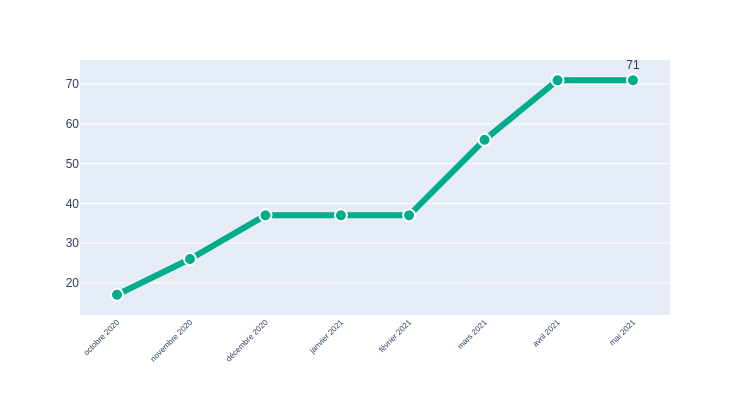 71
70
60
50
40
30
20
octobre 2020
novembre 2020
décembre 2020
janvier 2021
février 2021
mars 2021
avril 2021
mai 2021